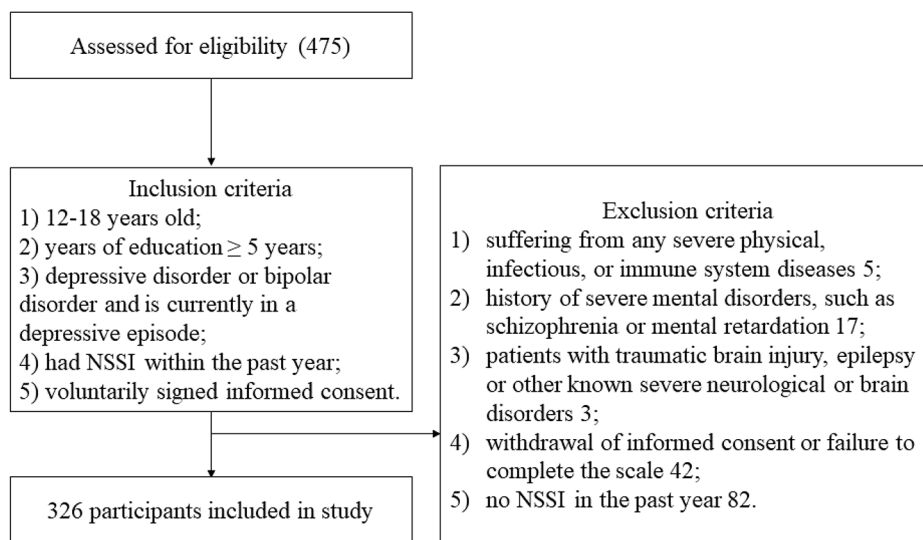 Assessed for eligibility (475)
Inclusion criteria
1) 12-18 years old;
2) years of education ≥ 5 years;
3) depressive disorder or bipolar
disorder and is currently in a
depressive episode;
4) had NSSI within the past year;
5) voluntarily signed informed consent.
Exclusion criteria
1) suffering from any severe physical,
infectious, or immune system diseases 5;
2) history of severe mental disorders, such as
schizophrenia or mental retardation 17;
3) patients with traumatic brain injury, epilepsy
or other known severe neurological or brain
disorders 3;
4) withdrawal of informed consent or failure to
complete the scale 42;
5) no NSSI in the past year 82.
326 participants included in study